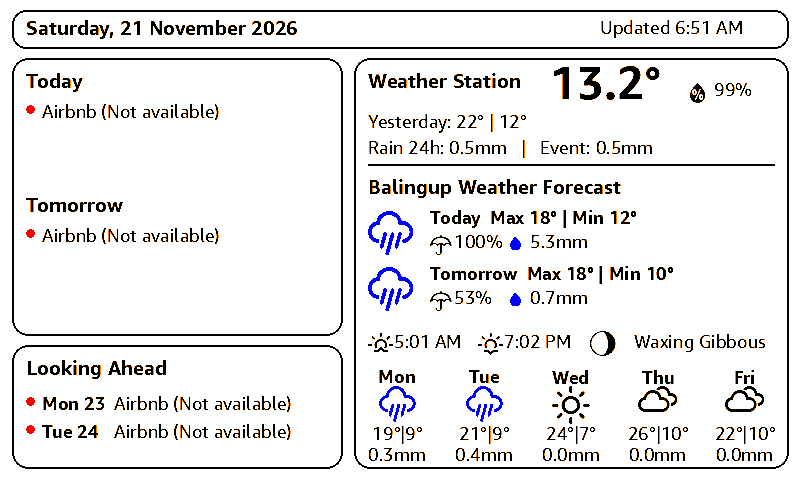 Saturday, 21 November 2026
Updated 6:51 AM
Today
Airbnb (Not available)
Tomorrow
Airbnb (Not available)
Looking Ahead
Mon 23 Airbnb (Not available)
Tue 24 Airbnb (Not available)
Weather Station 13.2° % 99%
Yesterday: 22° | 12°
Rain 24h: 0.5mm | Event: 0.5mm
Balingup Weather Forecast
Today Max 18° | Min 12°
100% 5.3mm
Tomorrow Max 18° | Min 10°
53% 0.7mm
5:01 AM 7:02 PM Waxing Gibbous
Mon Tue Wed Thu Fri
19°|9° 21°|9° 24°|7° 26°|10° 22°|10°
0.3mm 0.4mm 0.0mm 0.0mm 0.0mm